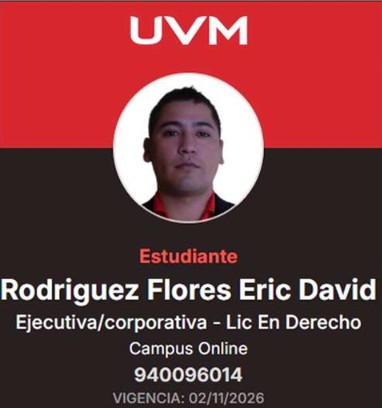 UVM
Estudiante
Rodriguez Flores Eric David
Ejecutiva/corporativa - Lic En Derecho
Campus Online
940096014
VIGENCIA: 02/11/2026